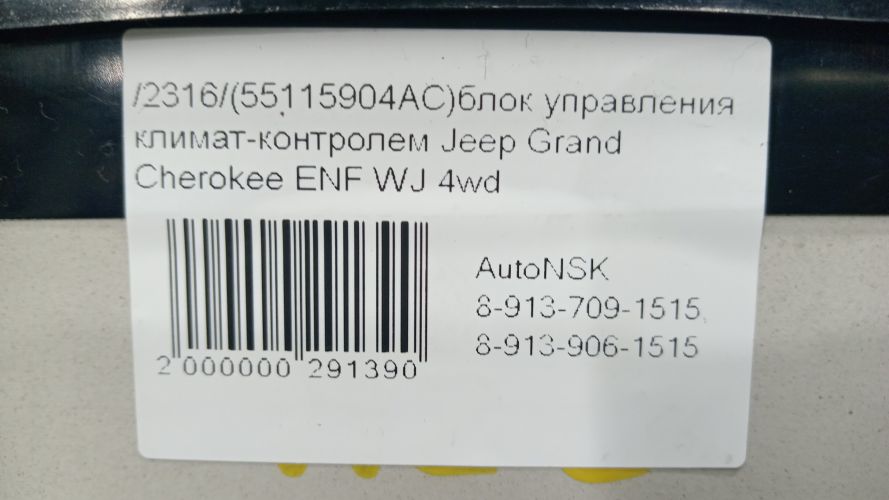 /2316/(55115904AC)блок управления
климат-контролем Jeep Grand
Cherokee ENF WJ 4wd
AutoNSK
8-913-709-1515
8-913-906-1515
2 000000 291390